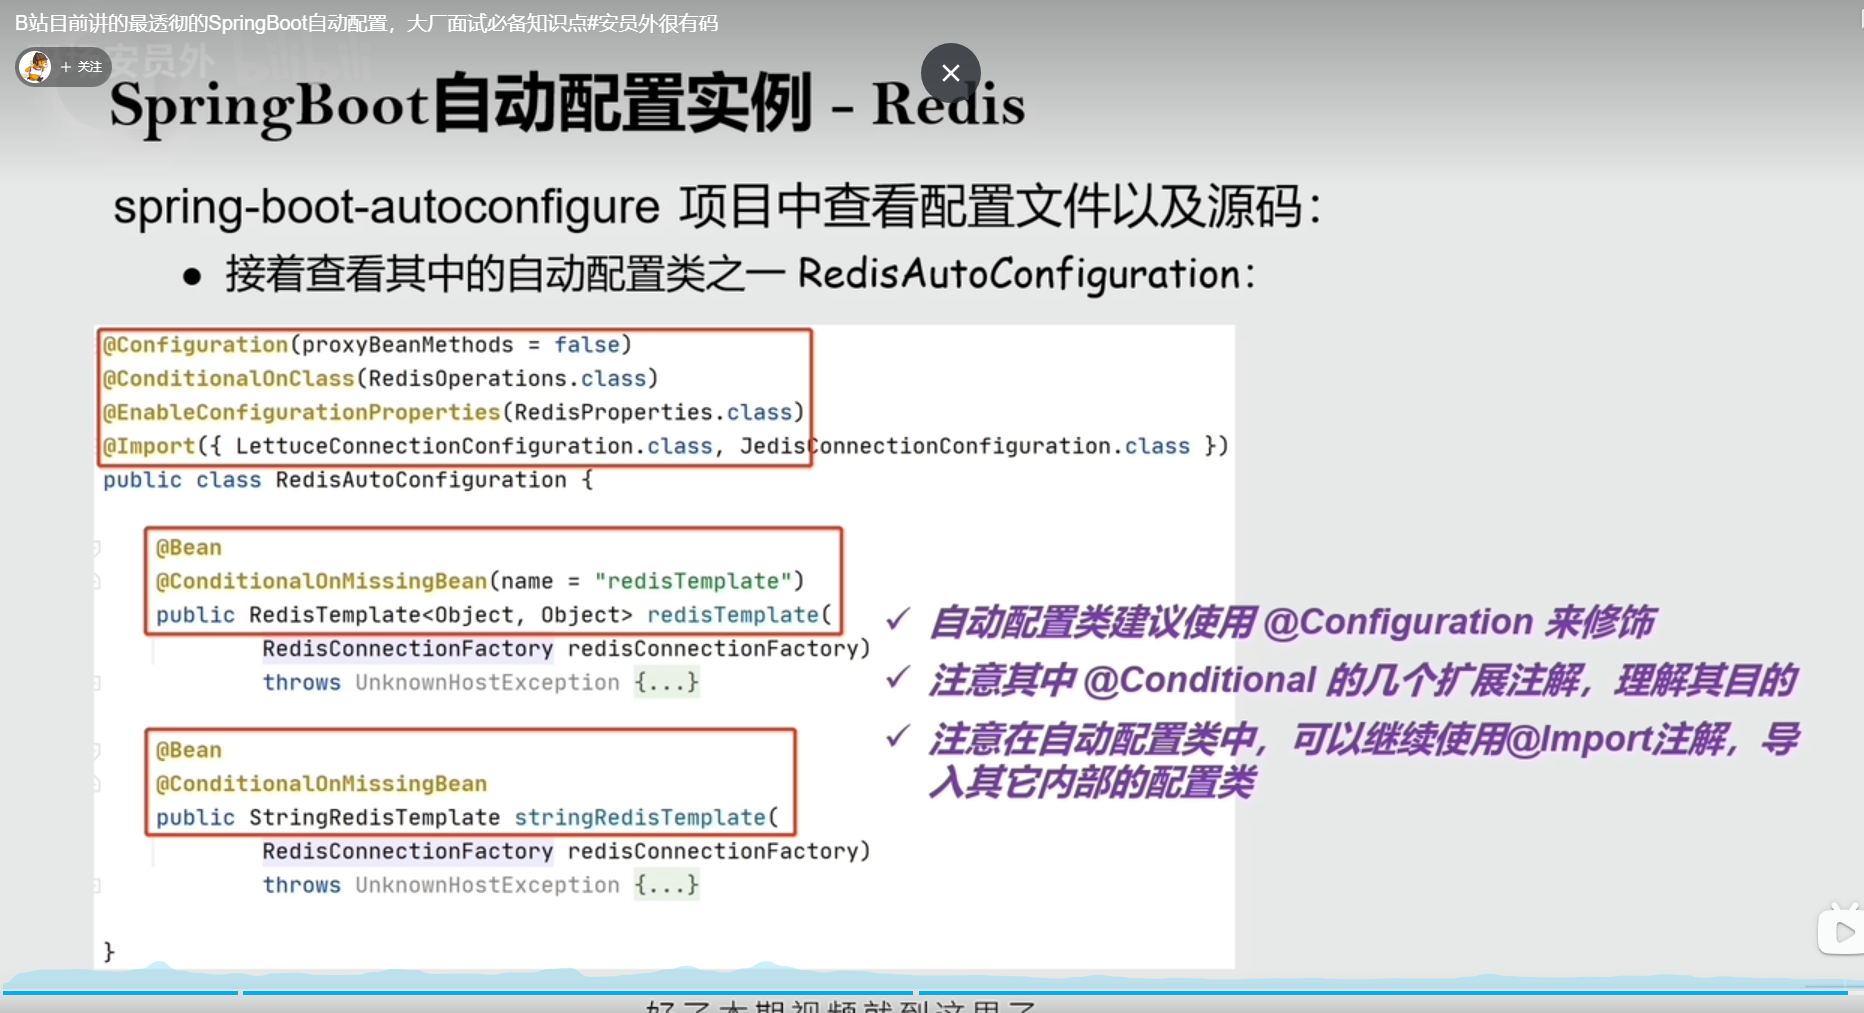 B站目前讲的最透彻的SpringBoot自动配置，大厂面试必备知识点#安员外很有码
+ 关注
安员外 bilibili
SpringBoot自动配置实例 - Redis
spring-boot-autoconfigure 项目中查看配置文件以及源码：
● 接着查看其中的自动配置类之一 RedisAutoConfiguration：
@Configuration(proxyBeanMethods = false)
@ConditionalOnClass(RedisOperations.class)
@EnableConfigurationProperties(RedisProperties.class)
@Import({ LettuceConnectionConfiguration.class, JedisConnectionConfiguration.class })
public class RedisAutoConfiguration {
@Bean
@ConditionalOnMissingBean(name = "redisTemplate")
public RedisTemplate<Object, Object> redisTemplate(
RedisConnectionFactory redisConnectionFactory)
throws UnknownHostException {...}
@Bean
@ConditionalOnMissingBean
public StringRedisTemplate stringRedisTemplate(
RedisConnectionFactory redisConnectionFactory)
throws UnknownHostException {...}
}
✓ 自动配置类建议使用 @Configuration 来修饰
✓ 注意其中 @Conditional 的几个扩展注解，理解其目的
✓ 注意在自动配置类中，可以继续使用@Import注解，导
入其它内部的配置类
好了本期视频就到这里了